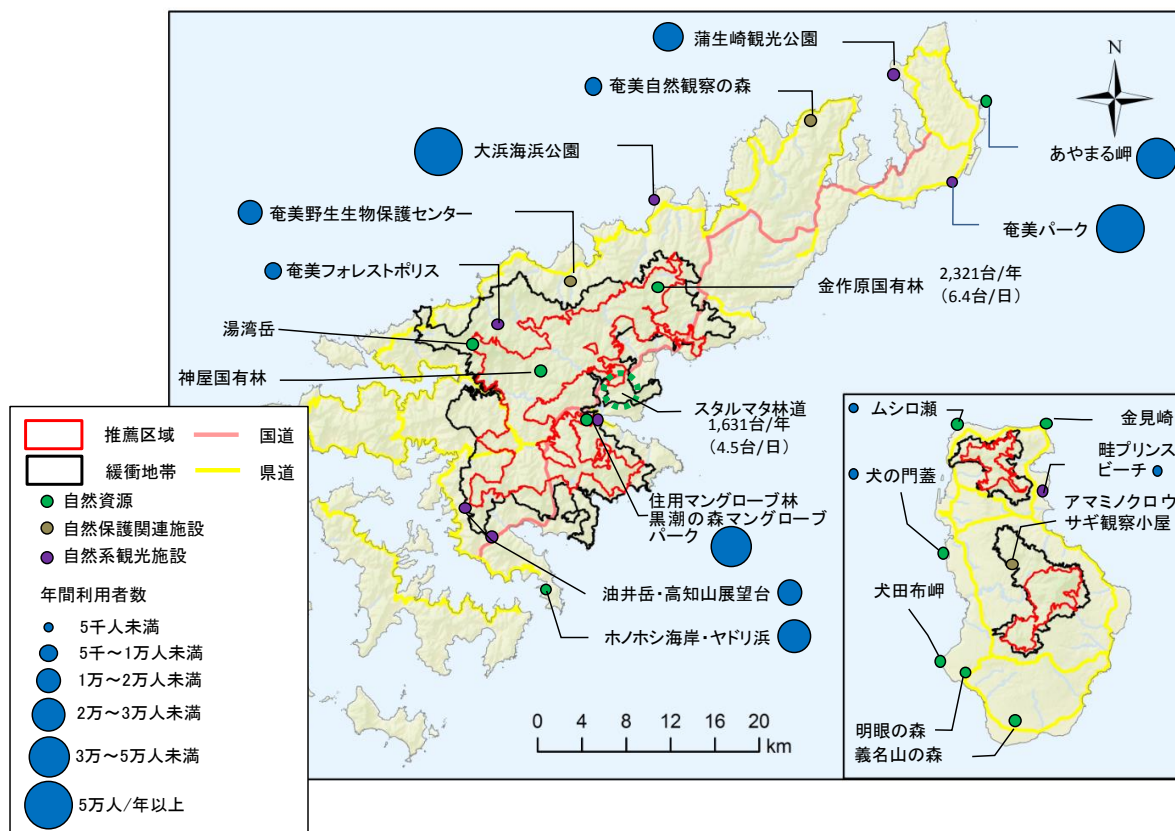 蒲生崎観光公園
奄美自然観察の森
N
大浜海浜公園
あやまる岬
奄美野生生物保護センター
奄美パーク
奄美フォレストポリス
金作原国有林
2,321台/年
（6.4台/日）
湯湾岳
神屋国有林
スタルマタ林道
1,631台/年
（4.5台/日）
住用マングローブ林
黒潮の森マングローブ
パーク
油井岳・高知山展望台
ホノホシ海岸・ヤドリ浜
0 4 8 12 16 20
km
ムシロ瀬
金見崎
畦プリンス
ビーチ
犬の門蓋
アマミノクロウ
サギ観察小屋
犬田布岬
明眼の森
義名山の森
推薦区域
国道
緩衝地帯
県道
自然資源
自然保護関連施設
自然系観光施設
年間利用者数
5千人未満
5千～1万人未満
1万～2万人未満
2万～3万人未満
3万～5万人未満
5万人/年以上